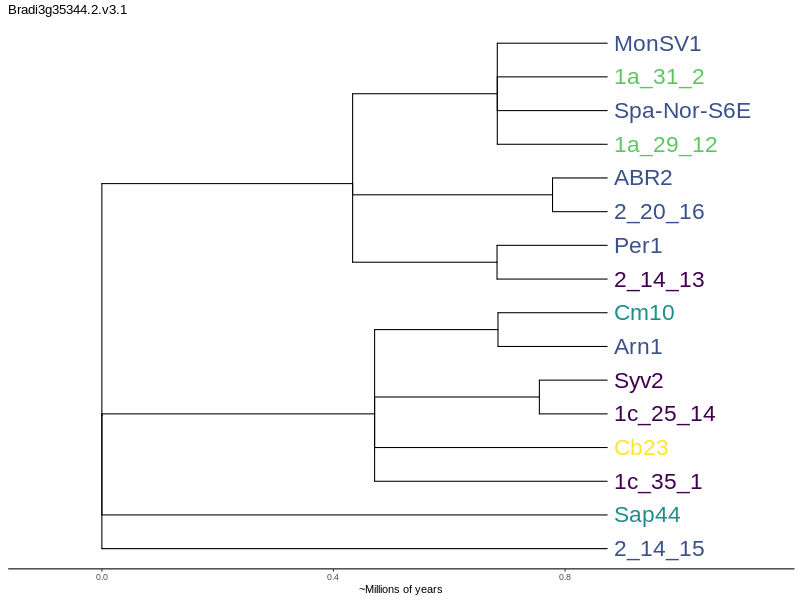 Bradi3g35344.2.v3.1
MonSV1
1a_31_2
Spa-Nor-S6E
1a_29_12
ABR2
2_20_16
Per1
2_14_13
Cm10
Arn1
Syv2
1c_25_14
Cb23
1c_35_1
Sap44
2_14_15
0.0 0.4 0.8
~Millions of years